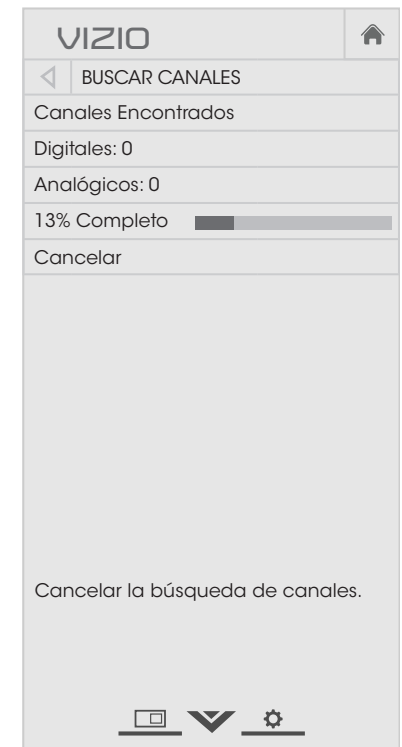 VIZIO
BUSCAR CANALES
Canales Encontrados
Digitales: 0
Analógicos: 0
13% Completo
Cancelar
Cancelar la búsqueda de canales.